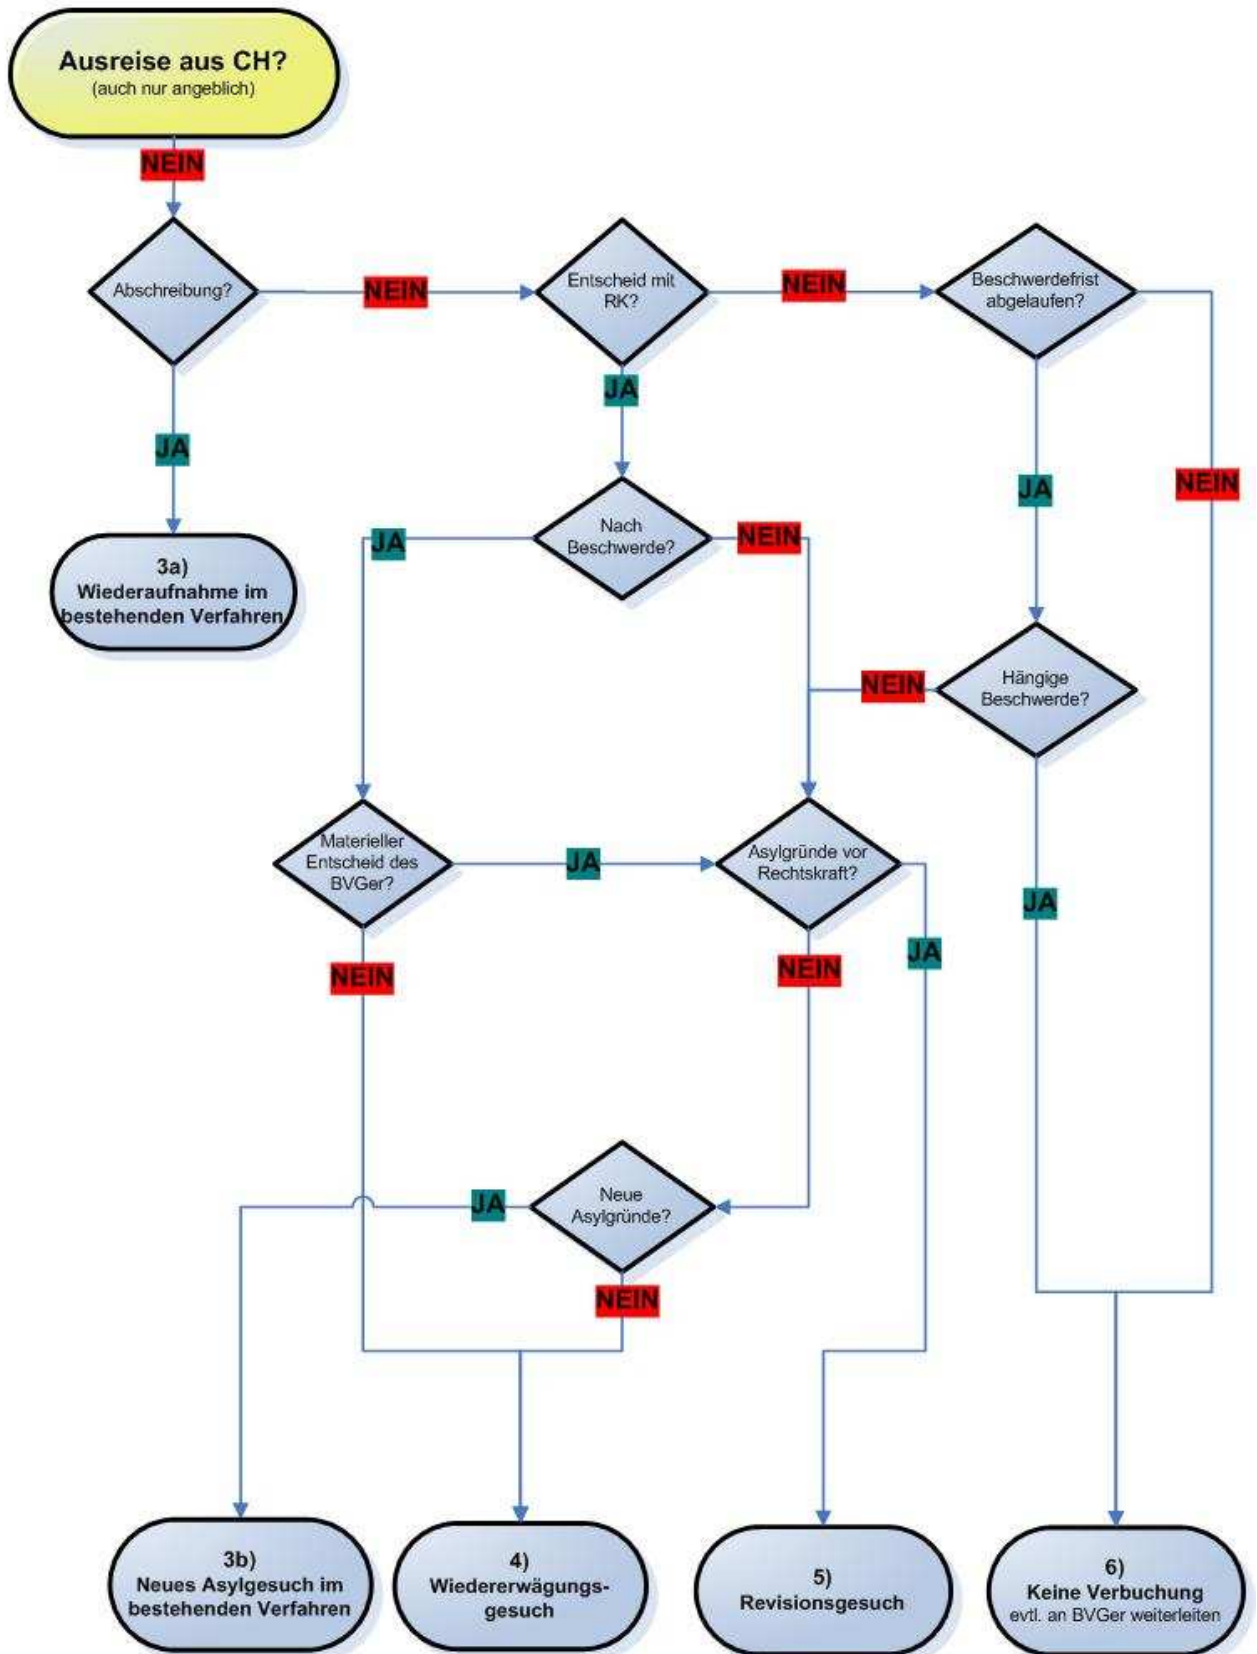 Ausreise aus CH?
(auch nur angeblich)
NEIN
Abschreibung?
NEIN
Entscheid mit
RK?
NEIN
Beschwerdefrist
abgelaufen?
JA
JA
JA
NEIN
Nach
Beschwerde?
JA
NEIN
3a)
Wiederaufnahme im
bestehenden Verfahren
NEIN
Hängige
Beschwerde?
Materieller
Entscheid des
BVGer?
JA
Asylgründe vor
Rechtskraft?
JA
NEIN
NEIN
JA
JA
Neue
Asylgründe?
NEIN
3b)
Neues Asylgesuch im
bestehenden Verfahren
4)
Wiedererwägungs-
gesuch
5)
Revisionsgesuch
6)
Keine Verbuchung
evtl. an BVGer weiterleiten